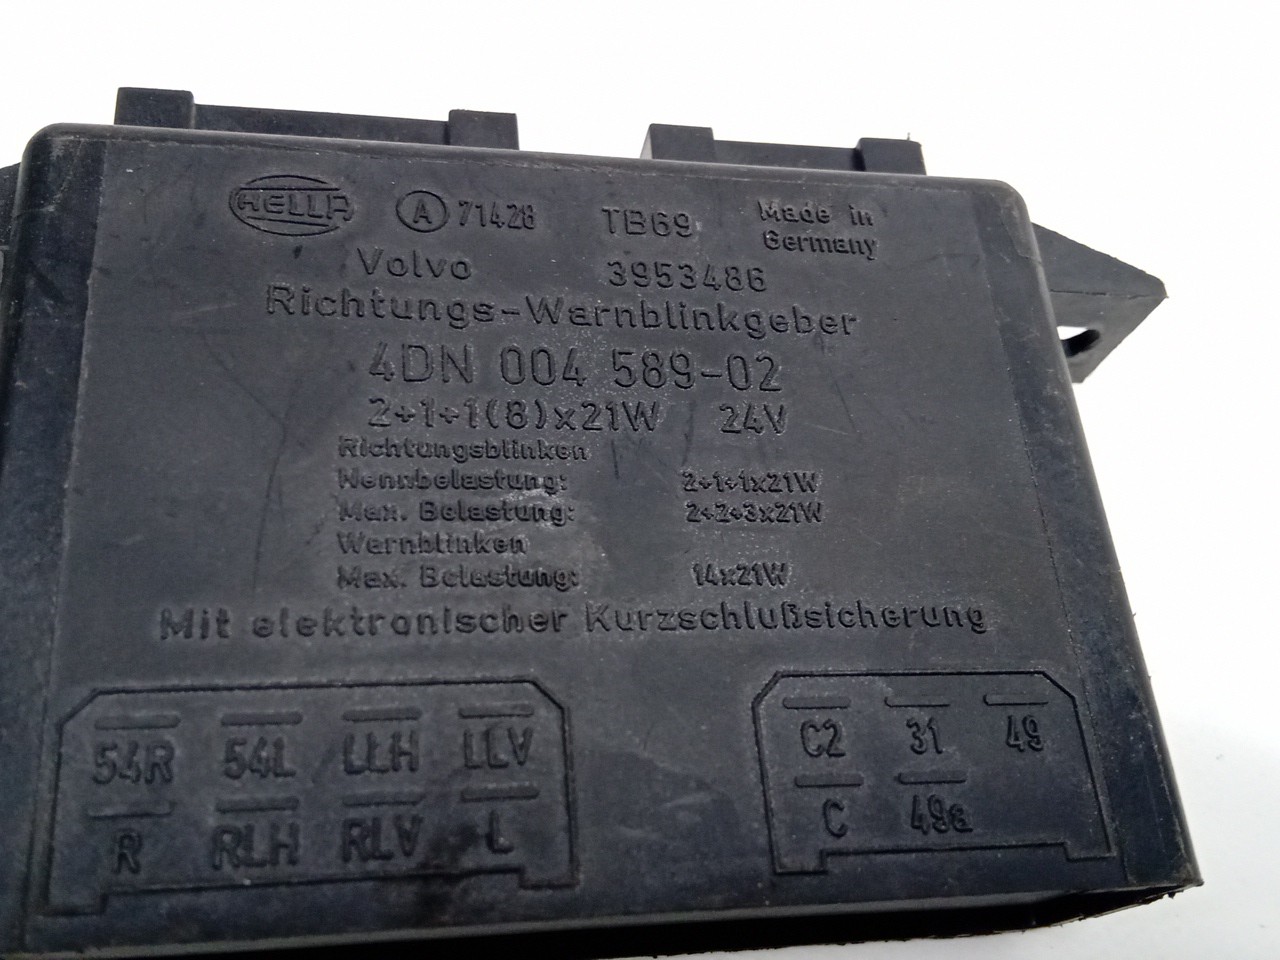 HELLA A 71428 TB69 Made in Germany
Volvo 3953486
Richtungs-Warnblinkgeber
4DN 004 589-02
2+1+1(8)x21W 24V
Richtungsblinken
Nennbelastung: 2+1+1x21W
Max. Belastung: 2+2+3x21W
Warnblinken
Max. Belastung: 14x21W
Mit elektronischer Kurzschlußsicherung
54R 54L LLH LLV
R RLH RLV L
C2 31 49
C 49a